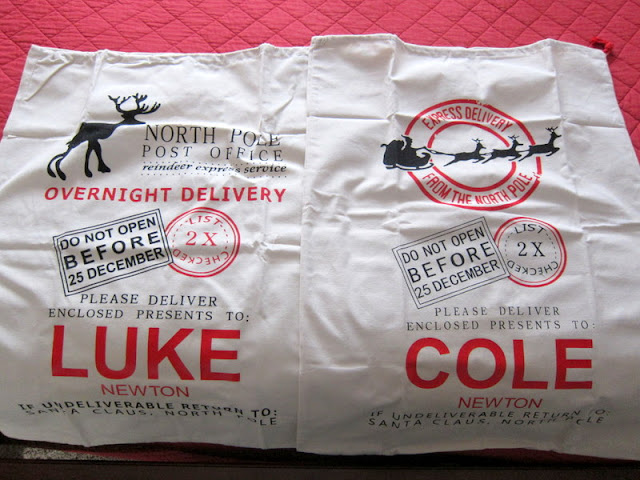 NORTH POLE
POST OFFICE
reindeer express service
OVERNIGHT DELIVERY
DO NOT OPEN
BEFORE
25 DECEMBER
LIST
2X
CHECKED
PLEASE DELIVER
ENCLOSED PRESENTS TO:
LUKE
NEWTON
IF UNDELIVERABLE RETURN TO:
SANTA CLAUS, NORTH POLE
EXPRESS DELIVERY
FROM THE NORTH POLE
DO NOT OPEN
BEFORE
25 DECEMBER
LIST
2X
CHECKED
PLEASE DELIVER
ENCLOSED PRESENTS TO:
COLE
NEWTON
IF UNDELIVERABLE RETURN TO:
SANTA CLAUS, NORTH POLE